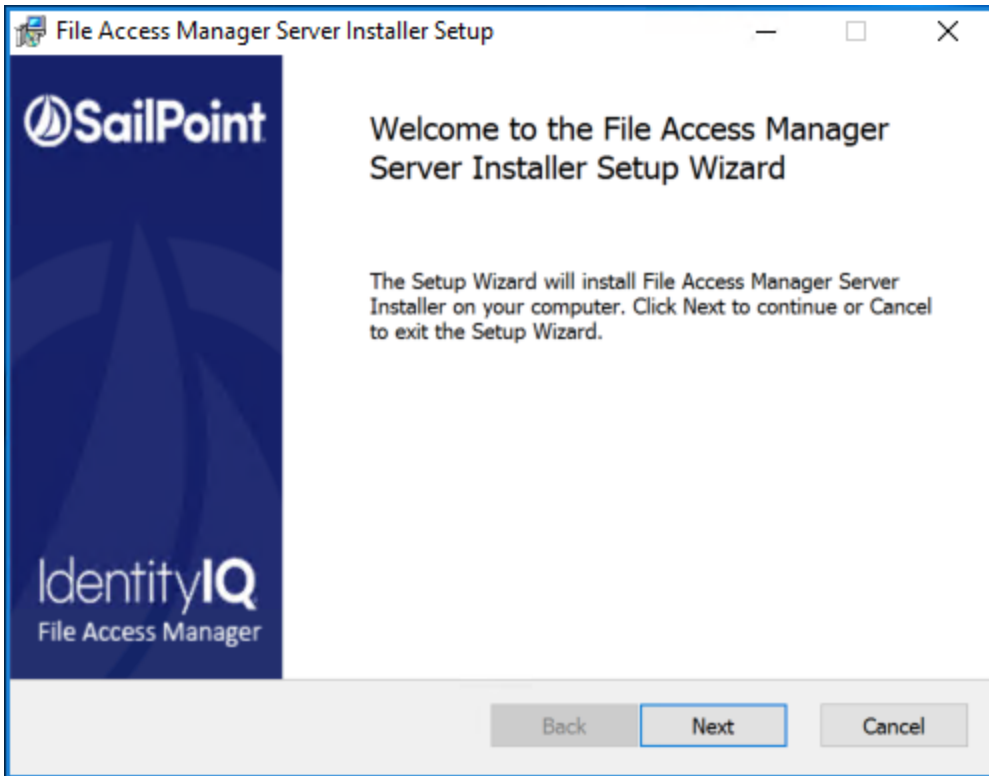 File Access Manager Server Installer Setup
SailPoint
Welcome to the File Access Manager
Server Installer Setup Wizard
The Setup Wizard will install File Access Manager Server
Installer on your computer. Click Next to continue or Cancel
to exit the Setup Wizard.
IdentityIQ
File Access Manager
Back
Next
Cancel